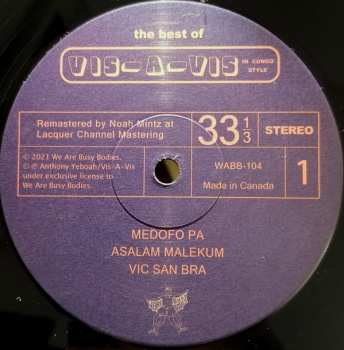 the best of
VIS-A-VIS
IN CONGO
STYLE
Remastered by Noah Mintz at
Lacquer Channel Mastering
33 1/3
STEREO
© 2021 We Are Busy Bodies.
© ℗ Anthony Yeboah/Vis-A-Vis
under exclusive license to
We Are Busy Bodies.
WABB-104
Made in Canada
1
MEDOFO PA
ASALAM MALEKUM
VIC SAN BRA